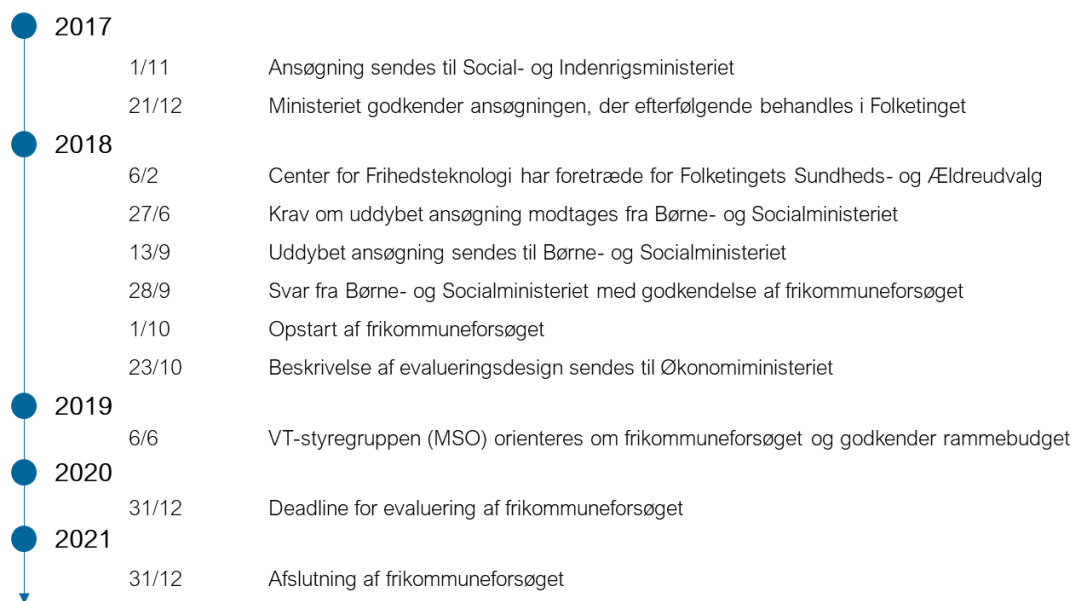 2017
1/11 Ansøgning sendes til Social- og Indenrigsministeriet
21/12 Ministeriet godkender ansøgningen, der efterfølgende behandles i Folketinget
2018
6/2 Center for Frihedsteknologi har foretræde for Folketingets Sundheds- og Ældreudvalg
27/6 Krav om uddybet ansøgning modtages fra Børne- og Socialministeriet
13/9 Uddybet ansøgning sendes til Børne- og Socialministeriet
28/9 Svar fra Børne- og Socialministeriet med godkendelse af frikommuneforsøget
1/10 Opstart af frikommuneforsøget
23/10 Beskrivelse af evalueringsdesign sendes til Økonomiministeriet
2019
6/6 VT-styregruppen (MSO) orienteres om frikommuneforsøget og godkender rammebudget
2020
31/12 Deadline for evaluering af frikommuneforsøget
2021
31/12 Afslutning af frikommuneforsøget